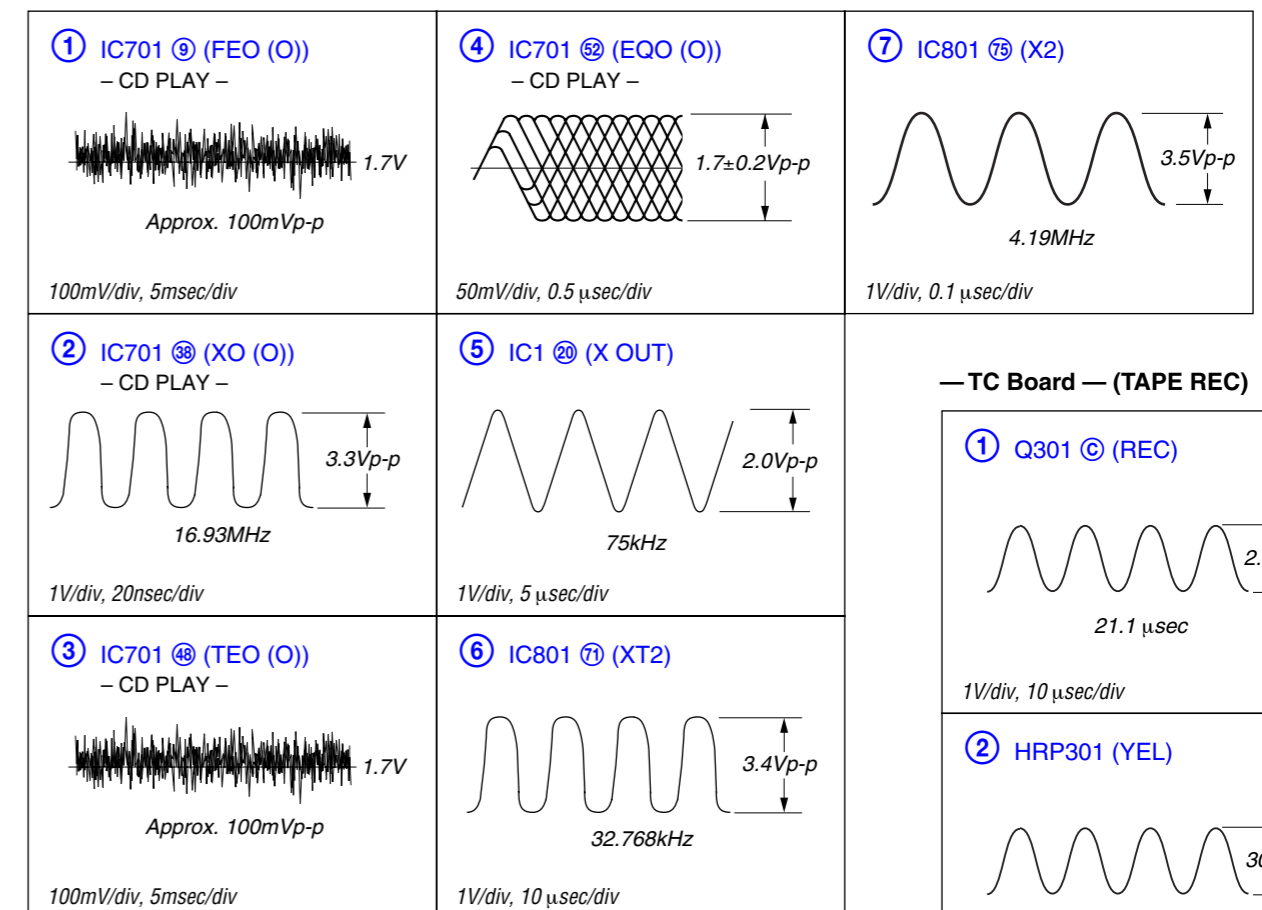 ① IC701 ⑨ (FEO (O))
– CD PLAY –
1.7V
Approx. 100mVp-p
100mV/div, 5msec/div
② IC701 ㊳ (XO (O))
– CD PLAY –
3.3Vp-p
16.93MHz
1V/div, 20nsec/div
③ IC701 ㊽ (TEO (O))
– CD PLAY –
1.7V
Approx. 100mVp-p
100mV/div, 5msec/div
④ IC701 52 (EQO (O))
– CD PLAY –
1.7±0.2Vp-p
50mV/div, 0.5 μsec/div
⑤ IC1 ⑳ (X OUT)
2.0Vp-p
75kHz
1V/div, 5 μsec/div
⑥ IC801 71 (XT2)
3.4Vp-p
32.768kHz
1V/div, 10 μsec/div
⑦ IC801 75 (X2)
3.5Vp-p
4.19MHz
1V/div, 0.1 μsec/div
— TC Board — (TAPE REC)
① Q301 Ⓒ (REC)
2.
21.1 μsec
1V/div, 10 μsec/div
② HRP301 (YEL)